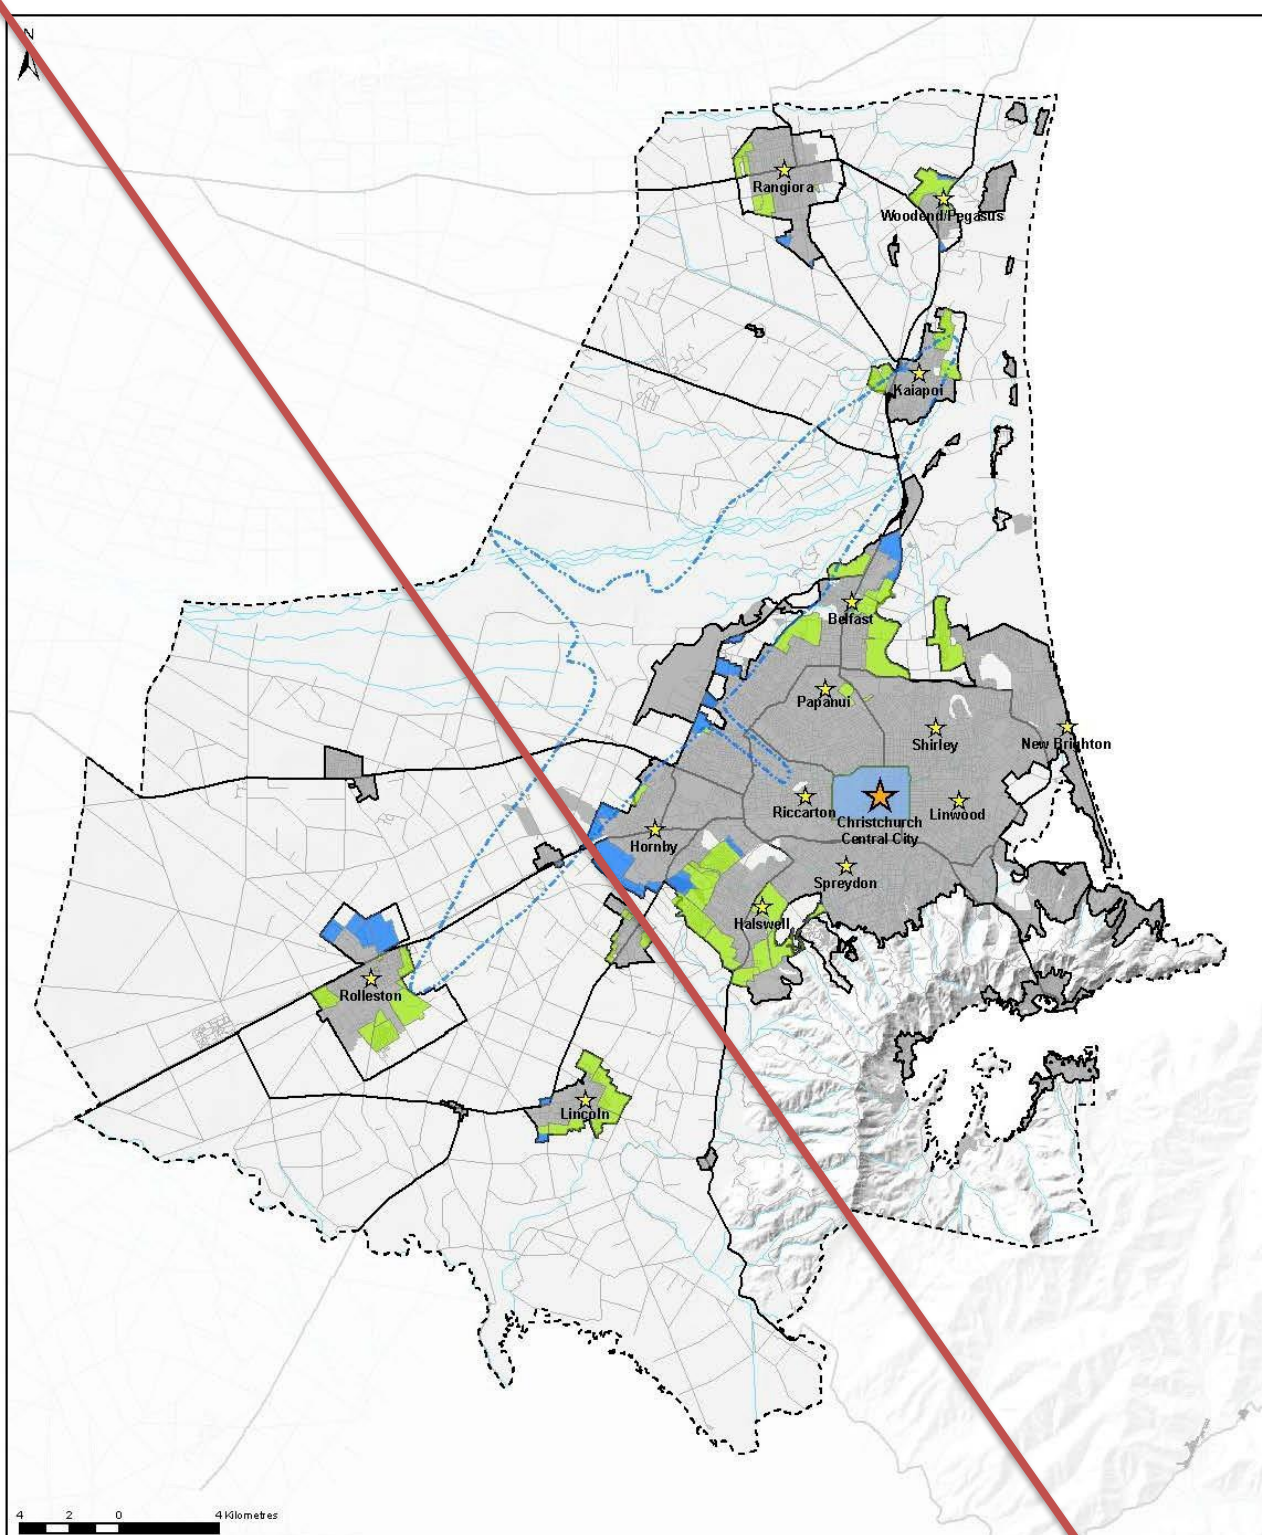 N
Rangiora
Woodend/Pegasus
Kaiapoi
Belfast
Papanui
Shirley
New Brighton
Riccarton
Christchurch
Central City
Linwood
Hornby
Spreydon
Halswell
Rolleston
Lincoln
4 2 0 4 Kilometres